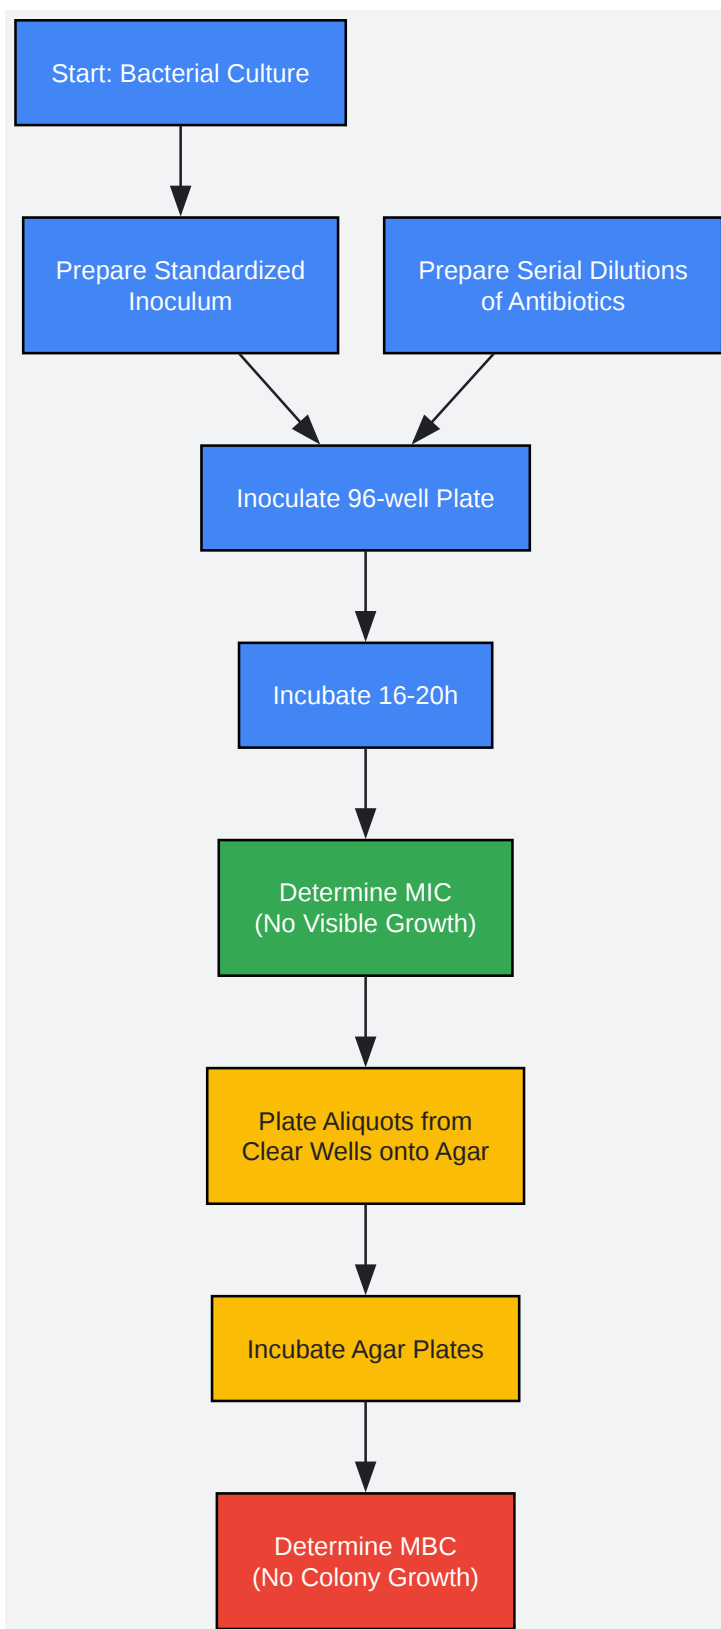 Start: Bacterial Culture
Prepare Standardized
Inoculum
Prepare Serial Dilutions
of Antibiotics
Inoculate 96-well Plate
Incubate 16-20h
Determine MIC
(No Visible Growth)
Plate Aliquots from
Clear Wells onto Agar
Incubate Agar Plates
Determine MBC
(No Colony Growth)